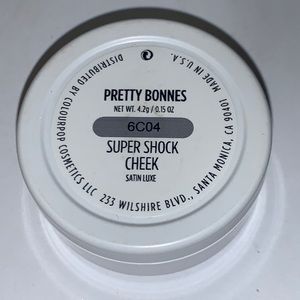 PRETTY BONNES
NET WT. 4.2g / 0.15 OZ
6C04
SUPER SHOCK
CHEEK
SATIN LUXE
DISTRIBUTED BY COLOURPOP COSMETICS LLC 233 WILSHIRE BLVD., SANTA MONICA, CA 90401 MADE IN U.S.A.